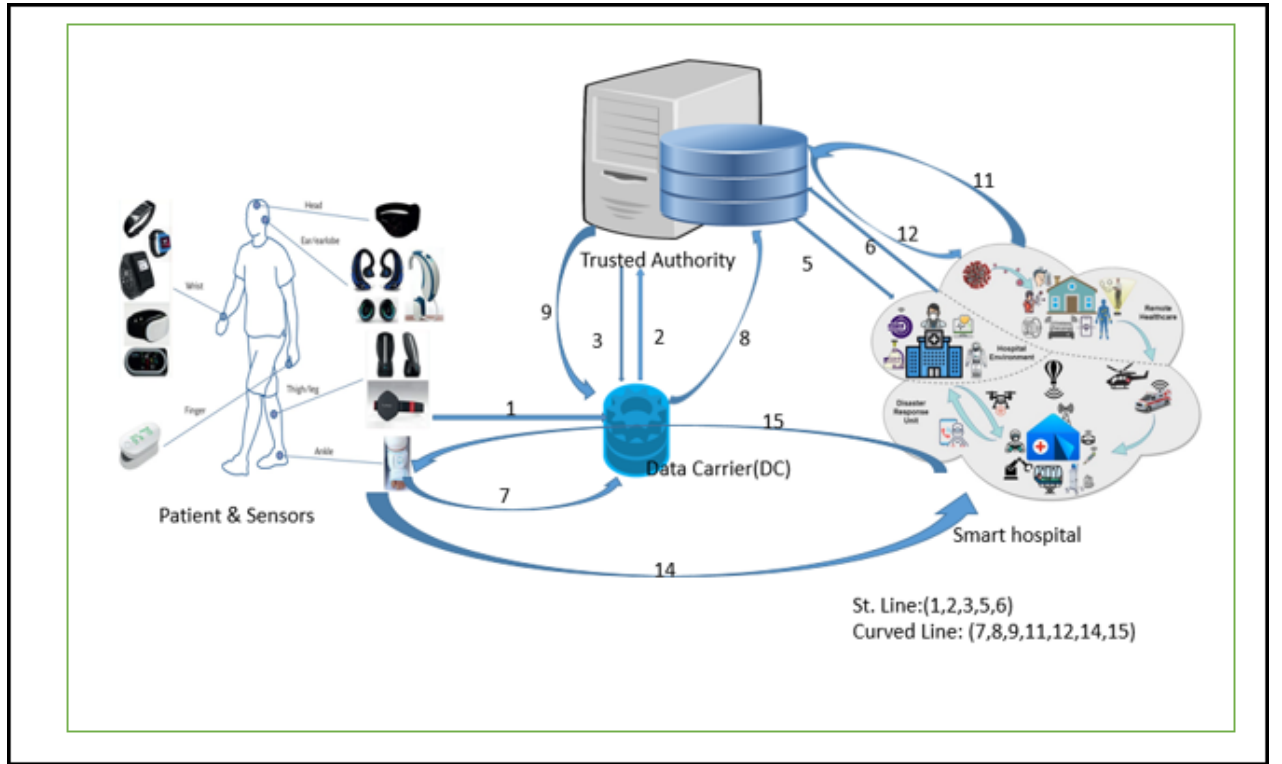 Head
Ear/earlobe
Wrist
Thigh/leg
Finger
Ankle
Patient & Sensors
Trusted Authority
9
3
2
8
5
6
12
11
1
15
Data Carrier(DC)
7
14
Remote
Healthcare
Hospital
Environment
Disaster
Response
Unit
Smart hospital
St. Line:(1,2,3,5,6)
Curved Line: (7,8,9,11,12,14,15)